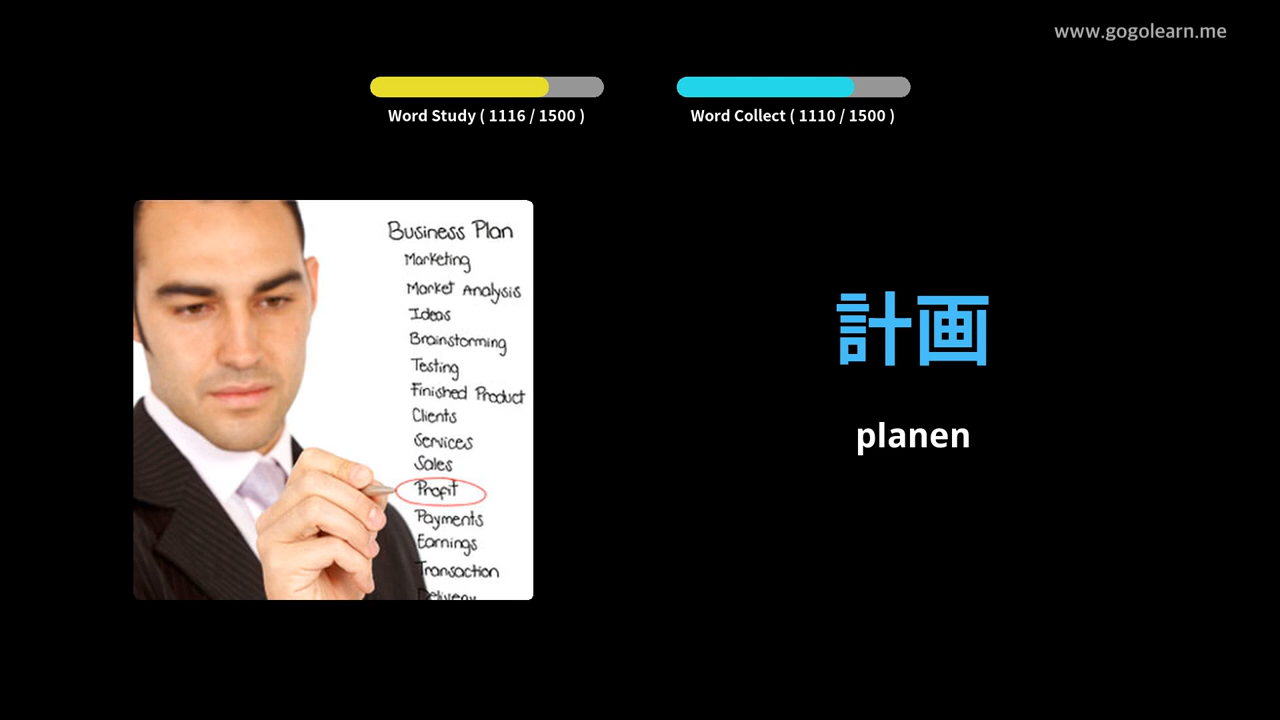 www.gogolearn.me
Word Study ( 1116 / 1500 )
Word Collect ( 1110 / 1500 )
Business Plan
Marketing
Market Analysis
Ideas
Brainstorming
Testing
Finished Product
Clients
Services
Sales
Profit
Payments
Earnings
Transaction
Delivery
計画
planen